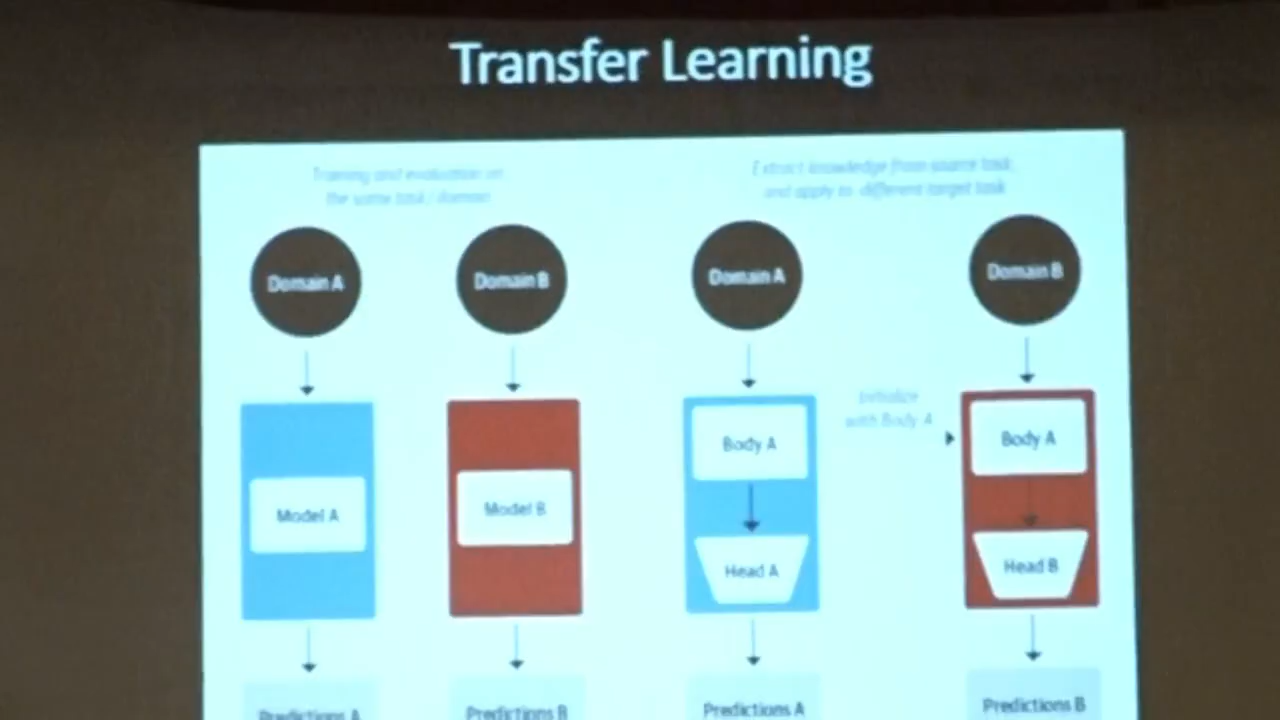 Transfer Learning
Training and evaluation on
the same task / domain
Extract knowledge from source task,
and apply to different target task
Domain A
Domain B
Domain A
Domain B
Initialize
with Body A
Body A
Body A
Model A
Model B
Head A
Head B
Predictions A
Predictions B
Predictions A
Predictions B